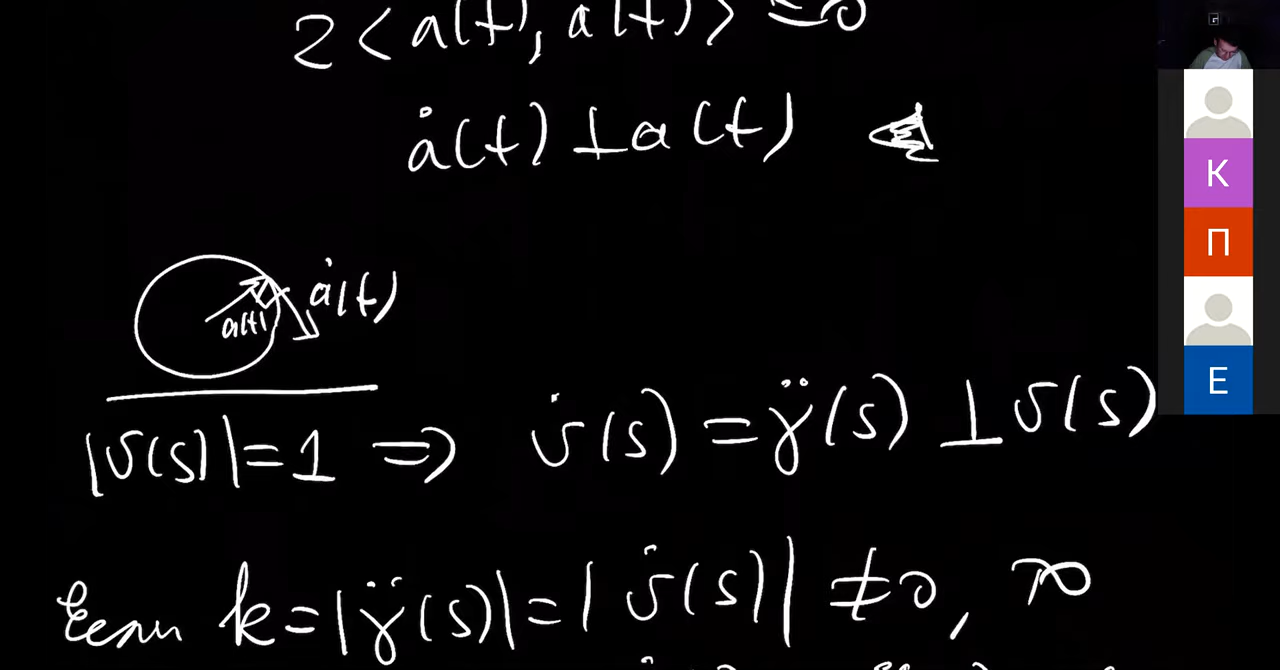 2 < a(t), ȧ(t) > = 0
ȧ(t) ⊥ a(t)
a(t) ȧ(t)
|v(s)| = 1 ⇒ v̇(s) = γ̈(s) ⊥ v(s)
Если k = |γ̈(s)| = |v̇(s)| ≠ 0, то
К
П
Е